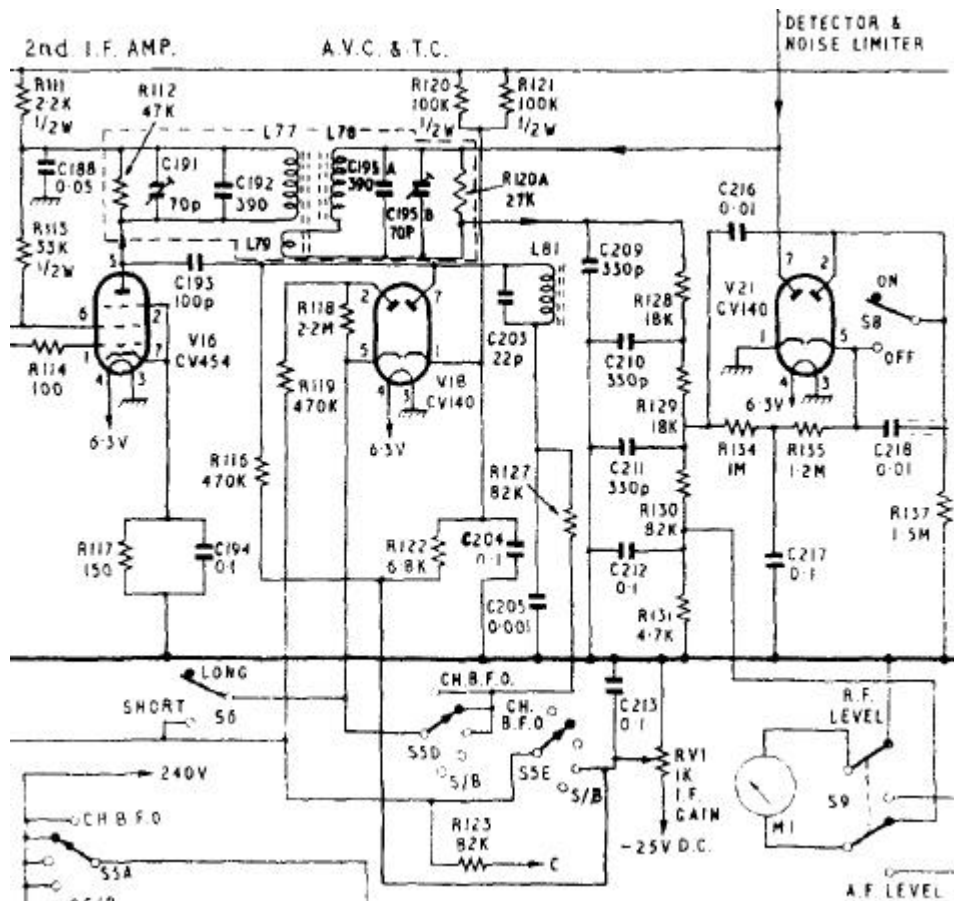 2nd. I.F. AMP.
A.V.C. & T.C.
DETECTOR &
NOISE LIMITER
R111
2.2K
1/2W
R112
47K
R120
100K
1/2W
R121
100K
1/2W
L77
L78
C188
0.05
C191
70p
C192
390
C195A
390
C195B
70P
R120A
27K
C216
0.01
R113
33K
1/2W
L79
L81
5
C193
100p
6
2
1
7
4
3
V16
CV454
R114
100
6.3V
R118
2.2M
2
7
5
1
4
3
V18
CV140
6.3V
R119
470K
C203
22p
C209
330p
R128
18K
C210
330p
R129
18K
7
2
V21
CV140
1
5
4
3
6.3V
ON
S8
OFF
R116
470K
R127
82K
C211
330p
R130
82K
R134
1M
R135
1.2M
C218
0.01
R137
1.5M
R117
150
C194
0.1
R122
6.8K
C204
0.1
C205
0.001
C212
0.1
R131
4.7K
C217
0.1
LONG
SHORT
S6
CH.B.F.O.
S5D
S/B
CH.
B.F.O
S5E
S/B
C213
0.1
RV1
1K
I.F.
GAIN
-25V D.C.
R.F.
LEVEL
S9
M1
A.F. LEVEL
240V
CH.B.F.O
S5A
R123
82K
C